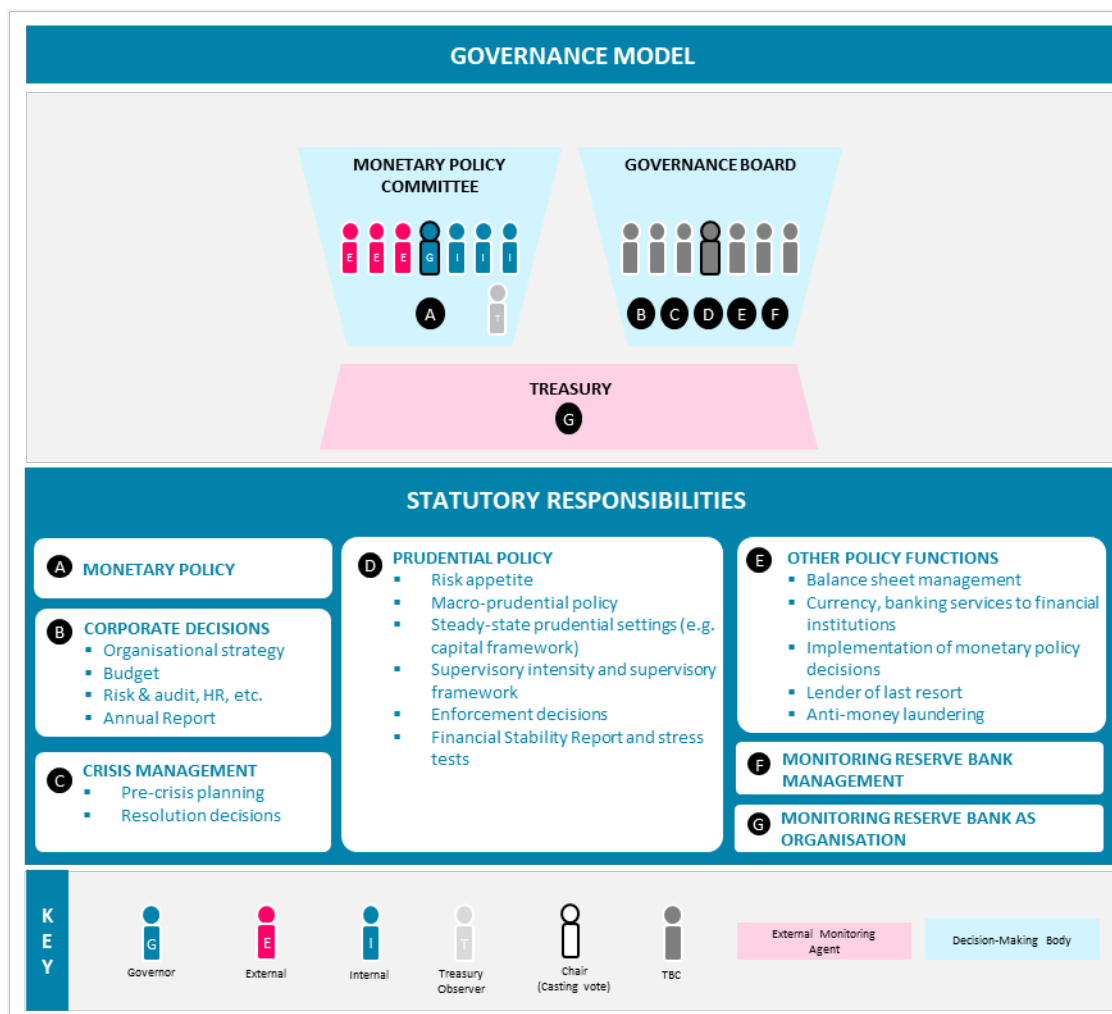 GOVERNANCE MODEL
MONETARY POLICY
COMMITTEE
E E E G I I I
A
T
GOVERNANCE BOARD
B C D E F
TREASURY
G
STATUTORY RESPONSIBILITIES
A MONETARY POLICY
B CORPORATE DECISIONS
▪ Organisational strategy
▪ Budget
▪ Risk & audit, HR, etc.
▪ Annual Report
C CRISIS MANAGEMENT
▪ Pre-crisis planning
▪ Resolution decisions
D PRUDENTIAL POLICY
▪ Risk appetite
▪ Macro-prudential policy
▪ Steady-state prudential settings (e.g.
capital framework)
▪ Supervisory intensity and supervisory
framework
▪ Enforcement decisions
▪ Financial Stability Report and stress
tests
E OTHER POLICY FUNCTIONS
▪ Balance sheet management
▪ Currency, banking services to financial
institutions
▪ Implementation of monetary policy
decisions
▪ Lender of last resort
▪ Anti-money laundering
F MONITORING RESERVE BANK
MANAGEMENT
G MONITORING RESERVE BANK AS
ORGANISATION
K
E
Y
G
Governor
E
External
I
Internal
T
Treasury
Observer
Chair
(Casting vote)
TBC
External Monitoring
Agent
Decision-Making Body